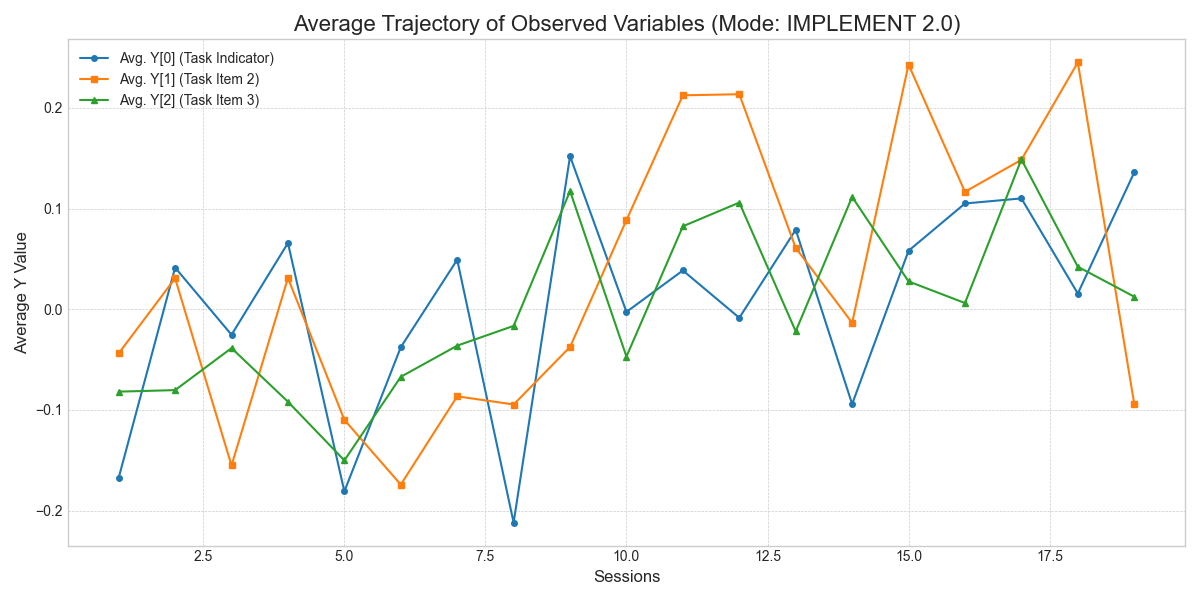 Average Trajectory of Observed Variables (Mode: IMPLEMENT 2.0)
Avg. Y[0] (Task Indicator)
Avg. Y[1] (Task Item 2)
Avg. Y[2] (Task Item 3)
Average Y Value
0.2
0.1
0.0
−0.1
−0.2
2.5 5.0 7.5 10.0 12.5 15.0 17.5
Sessions